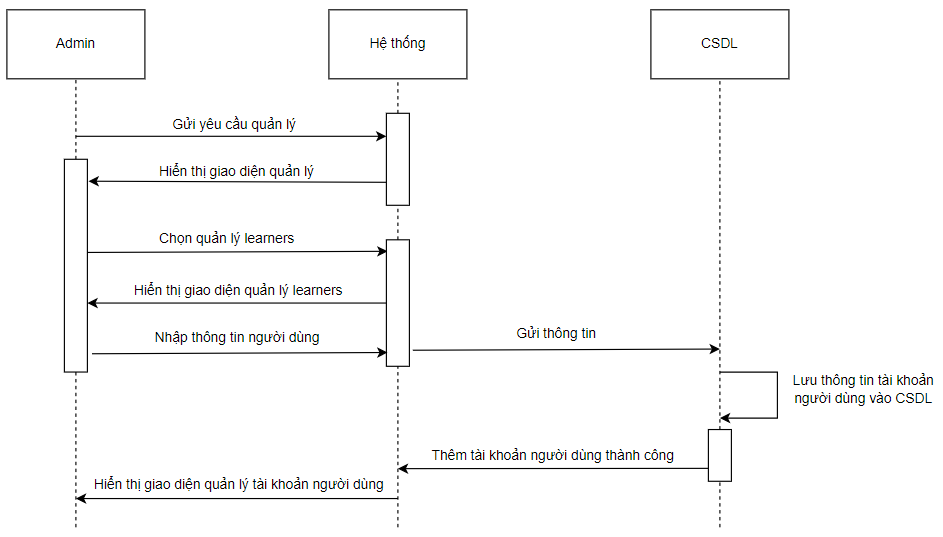 Admin
Hệ thống
CSDL
Gửi yêu cầu quản lý
Hiển thị giao diện quản lý
Chọn quản lý learners
Hiển thị giao diện quản lý learners
Nhập thông tin người dùng
Gửi thông tin
Lưu thông tin tài khoản
người dùng vào CSDL
Thêm tài khoản người dùng thành công
Hiển thị giao diện quản lý tài khoản người dùng